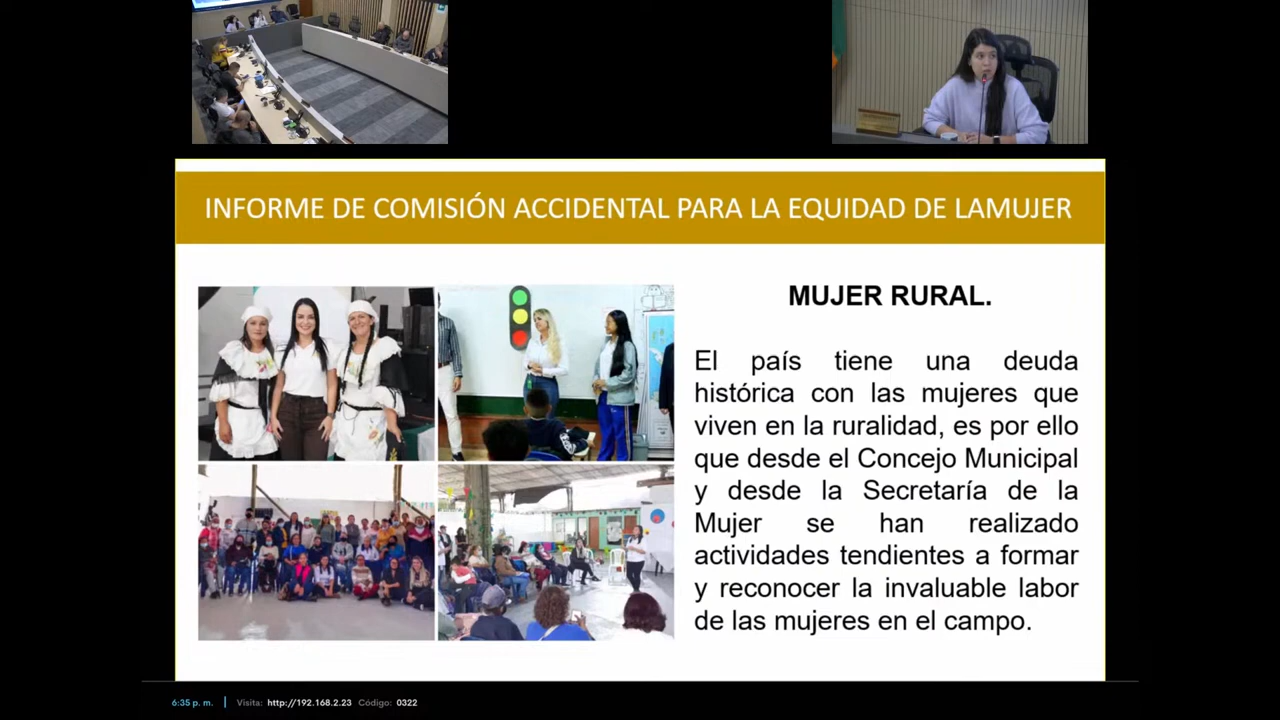 INFORME DE COMISIÓN ACCIDENTAL PARA LA EQUIDAD DE LAMUJER
MUJER RURAL.
El país tiene una deuda
histórica con las mujeres que
viven en la ruralidad, es por ello
que desde el Concejo Municipal
y desde la Secretaría de la
Mujer se han realizado
actividades tendientes a formar
y reconocer la invaluable labor
de las mujeres en el campo.
6:35 p. m. | Visita: http://192.168.2.23 Código: 0322